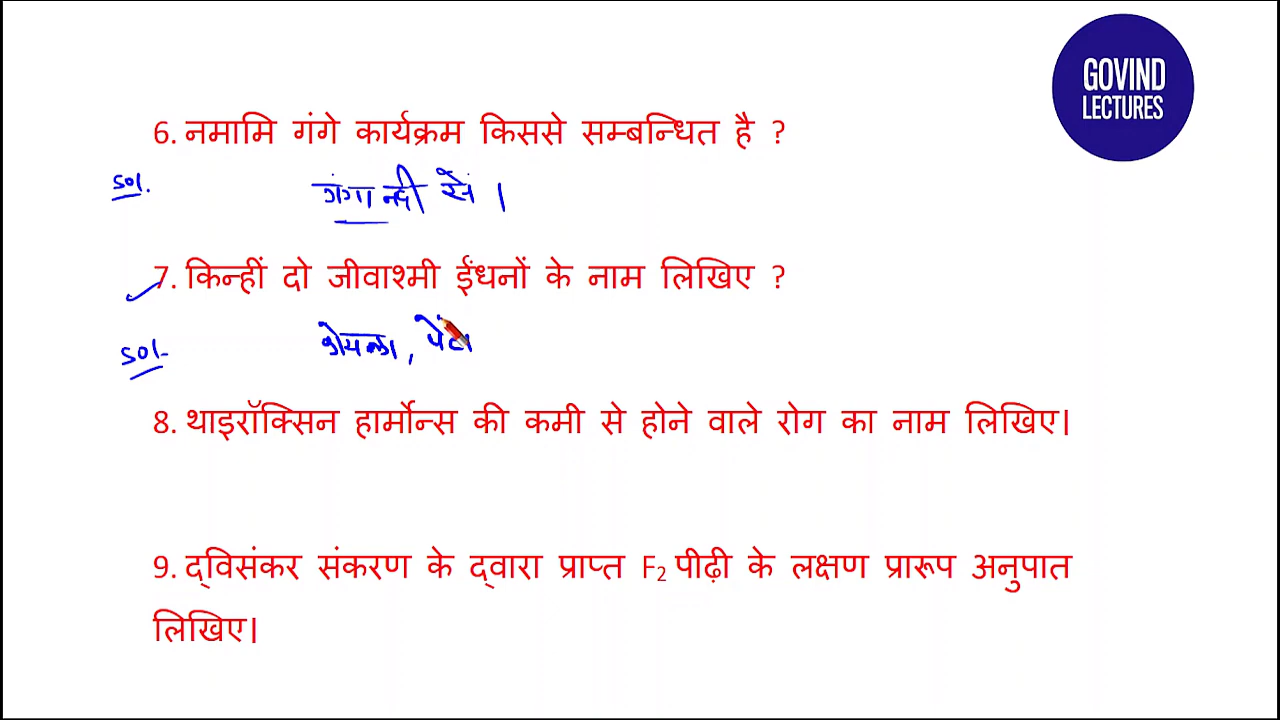 GOVIND
LECTURES
6. नमामि गंगे कार्यक्रम किससे सम्बन्धित है ?
Sol. गंगा नदी से ।
7. किन्हीं दो जीवाश्मी ईंधनों के नाम लिखिए ?
Sol. कोयला, पेट्
8. थाइरॉक्सिन हार्मोन्स की कमी से होने वाले रोग का नाम लिखिए।
9. द्विसंकर संकरण के द्वारा प्राप्त F₂ पीढ़ी के लक्षण प्रारूप अनुपात
लिखिए।